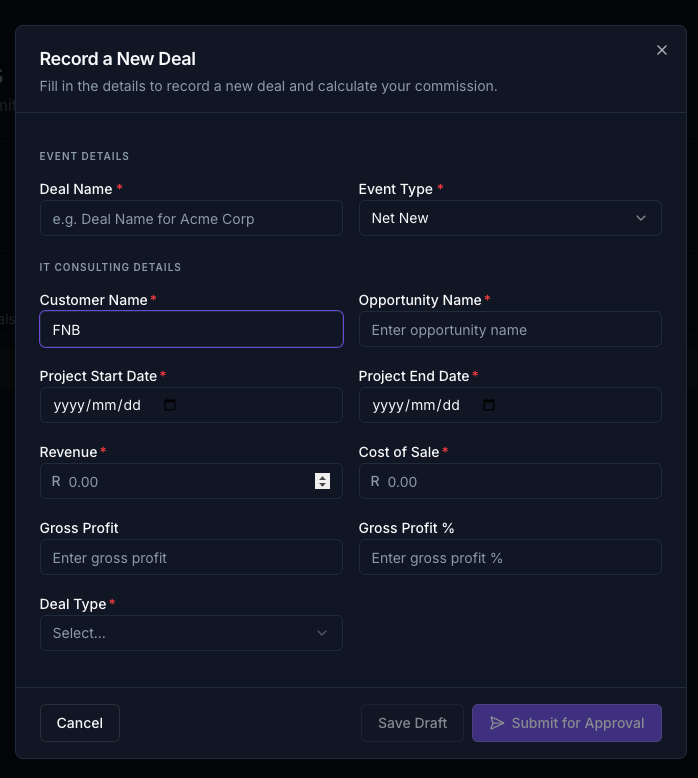 Record a New Deal
Fill in the details to record a new deal and calculate your commission.
EVENT DETAILS
Deal Name *
Event Type *
e.g. Deal Name for Acme Corp
Net New
IT CONSULTING DETAILS
Customer Name*
Opportunity Name*
FNB
Enter opportunity name
Project Start Date*
Project End Date*
yyyy/mm/dd
yyyy/mm/dd
Revenue*
Cost of Sale*
R 0.00
R 0.00
Gross Profit
Gross Profit %
Enter gross profit
Enter gross profit %
Deal Type*
Select...
Cancel
Save Draft
Submit for Approval